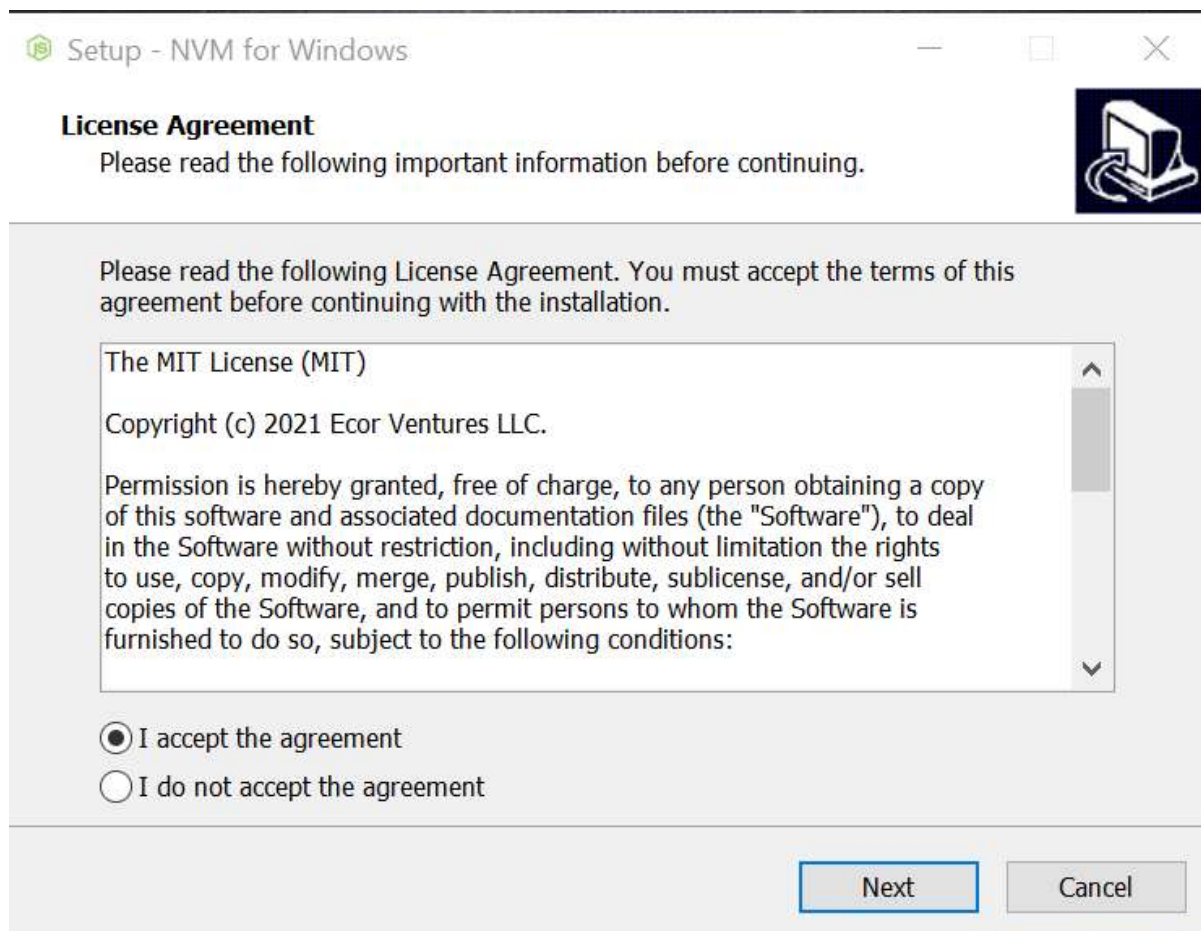 Setup - NVM for Windows
License Agreement
Please read the following important information before continuing.
Please read the following License Agreement. You must accept the terms of this
agreement before continuing with the installation.
The MIT License (MIT)
Copyright (c) 2021 Ecor Ventures LLC.
Permission is hereby granted, free of charge, to any person obtaining a copy
of this software and associated documentation files (the "Software"), to deal
in the Software without restriction, including without limitation the rights
to use, copy, modify, merge, publish, distribute, sublicense, and/or sell
copies of the Software, and to permit persons to whom the Software is
furnished to do so, subject to the following conditions:
I accept the agreement
I do not accept the agreement
Next
Cancel